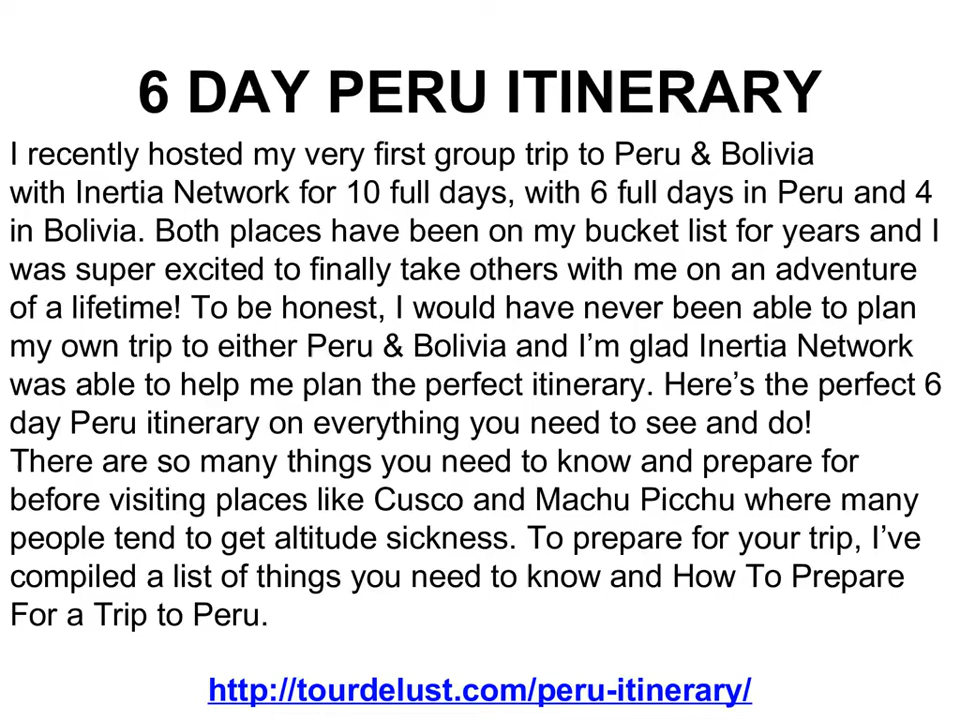 6 DAY PERU ITINERARY
I recently hosted my very first group trip to Peru & Bolivia
with Inertia Network for 10 full days, with 6 full days in Peru and 4
in Bolivia. Both places have been on my bucket list for years and I
was super excited to finally take others with me on an adventure
of a lifetime! To be honest, I would have never been able to plan
my own trip to either Peru & Bolivia and I’m glad Inertia Network
was able to help me plan the perfect itinerary. Here’s the perfect 6
day Peru itinerary on everything you need to see and do!
There are so many things you need to know and prepare for
before visiting places like Cusco and Machu Picchu where many
people tend to get altitude sickness. To prepare for your trip, I’ve
compiled a list of things you need to know and How To Prepare
For a Trip to Peru.
http://tourdelust.com/peru-itinerary/